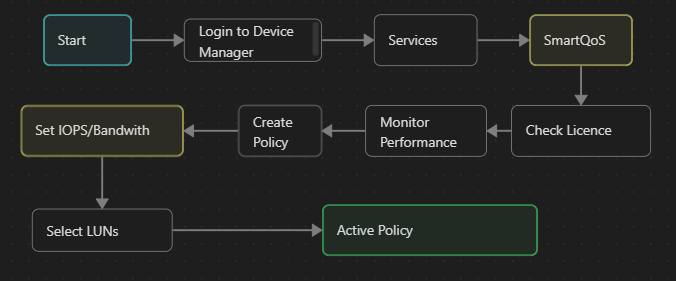 Start
Login to Device
Manager
Services
SmartQoS
Set IOPS/Bandwith
Create
Policy
Monitor
Performance
Check Licence
Select LUNs
Active Policy